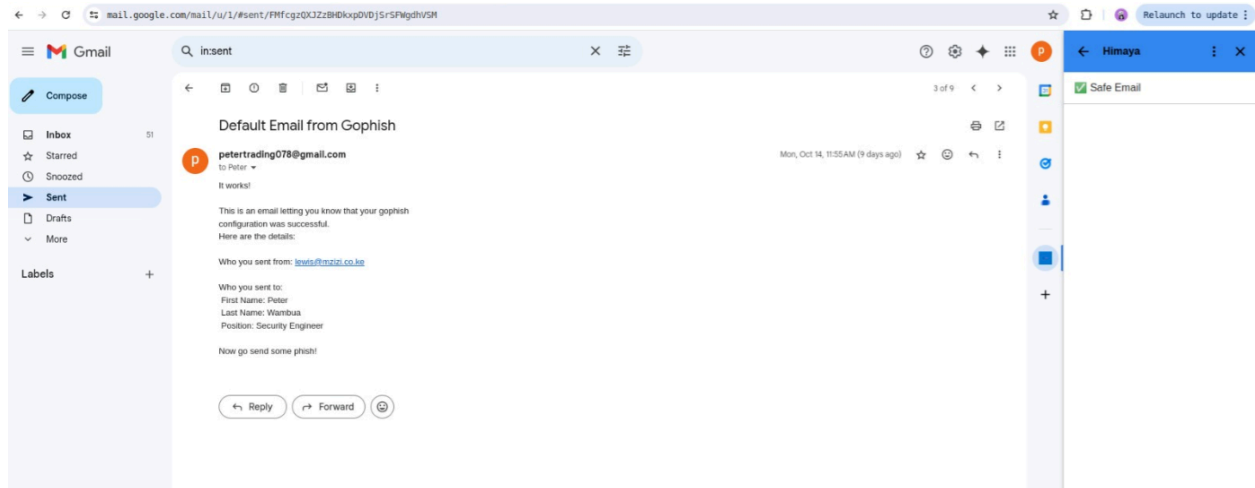 mail.google.com/mail/u/1/#sent/FMfcgzQXJZzBHDkxpDVDjSrSFWgdhVSM
Relaunch to update
Gmail
in:sent
P
Himaya
Compose
3 of 9
Safe Email
Inbox 51
Starred
Snoozed
Sent
Drafts
More
Labels
Default Email from Gophish
P
petertrading078@gmail.com
Mon, Oct 14, 11:55 AM (9 days ago)
to Peter
It works!
This is an email letting you know that your gophish
configuration was successful.
Here are the details:
Who you sent from: lewis@mzizi.co.ke
Who you sent to:
First Name: Peter
Last Name: Wambua
Position: Security Engineer
Now go send some phish!
Reply
Forward